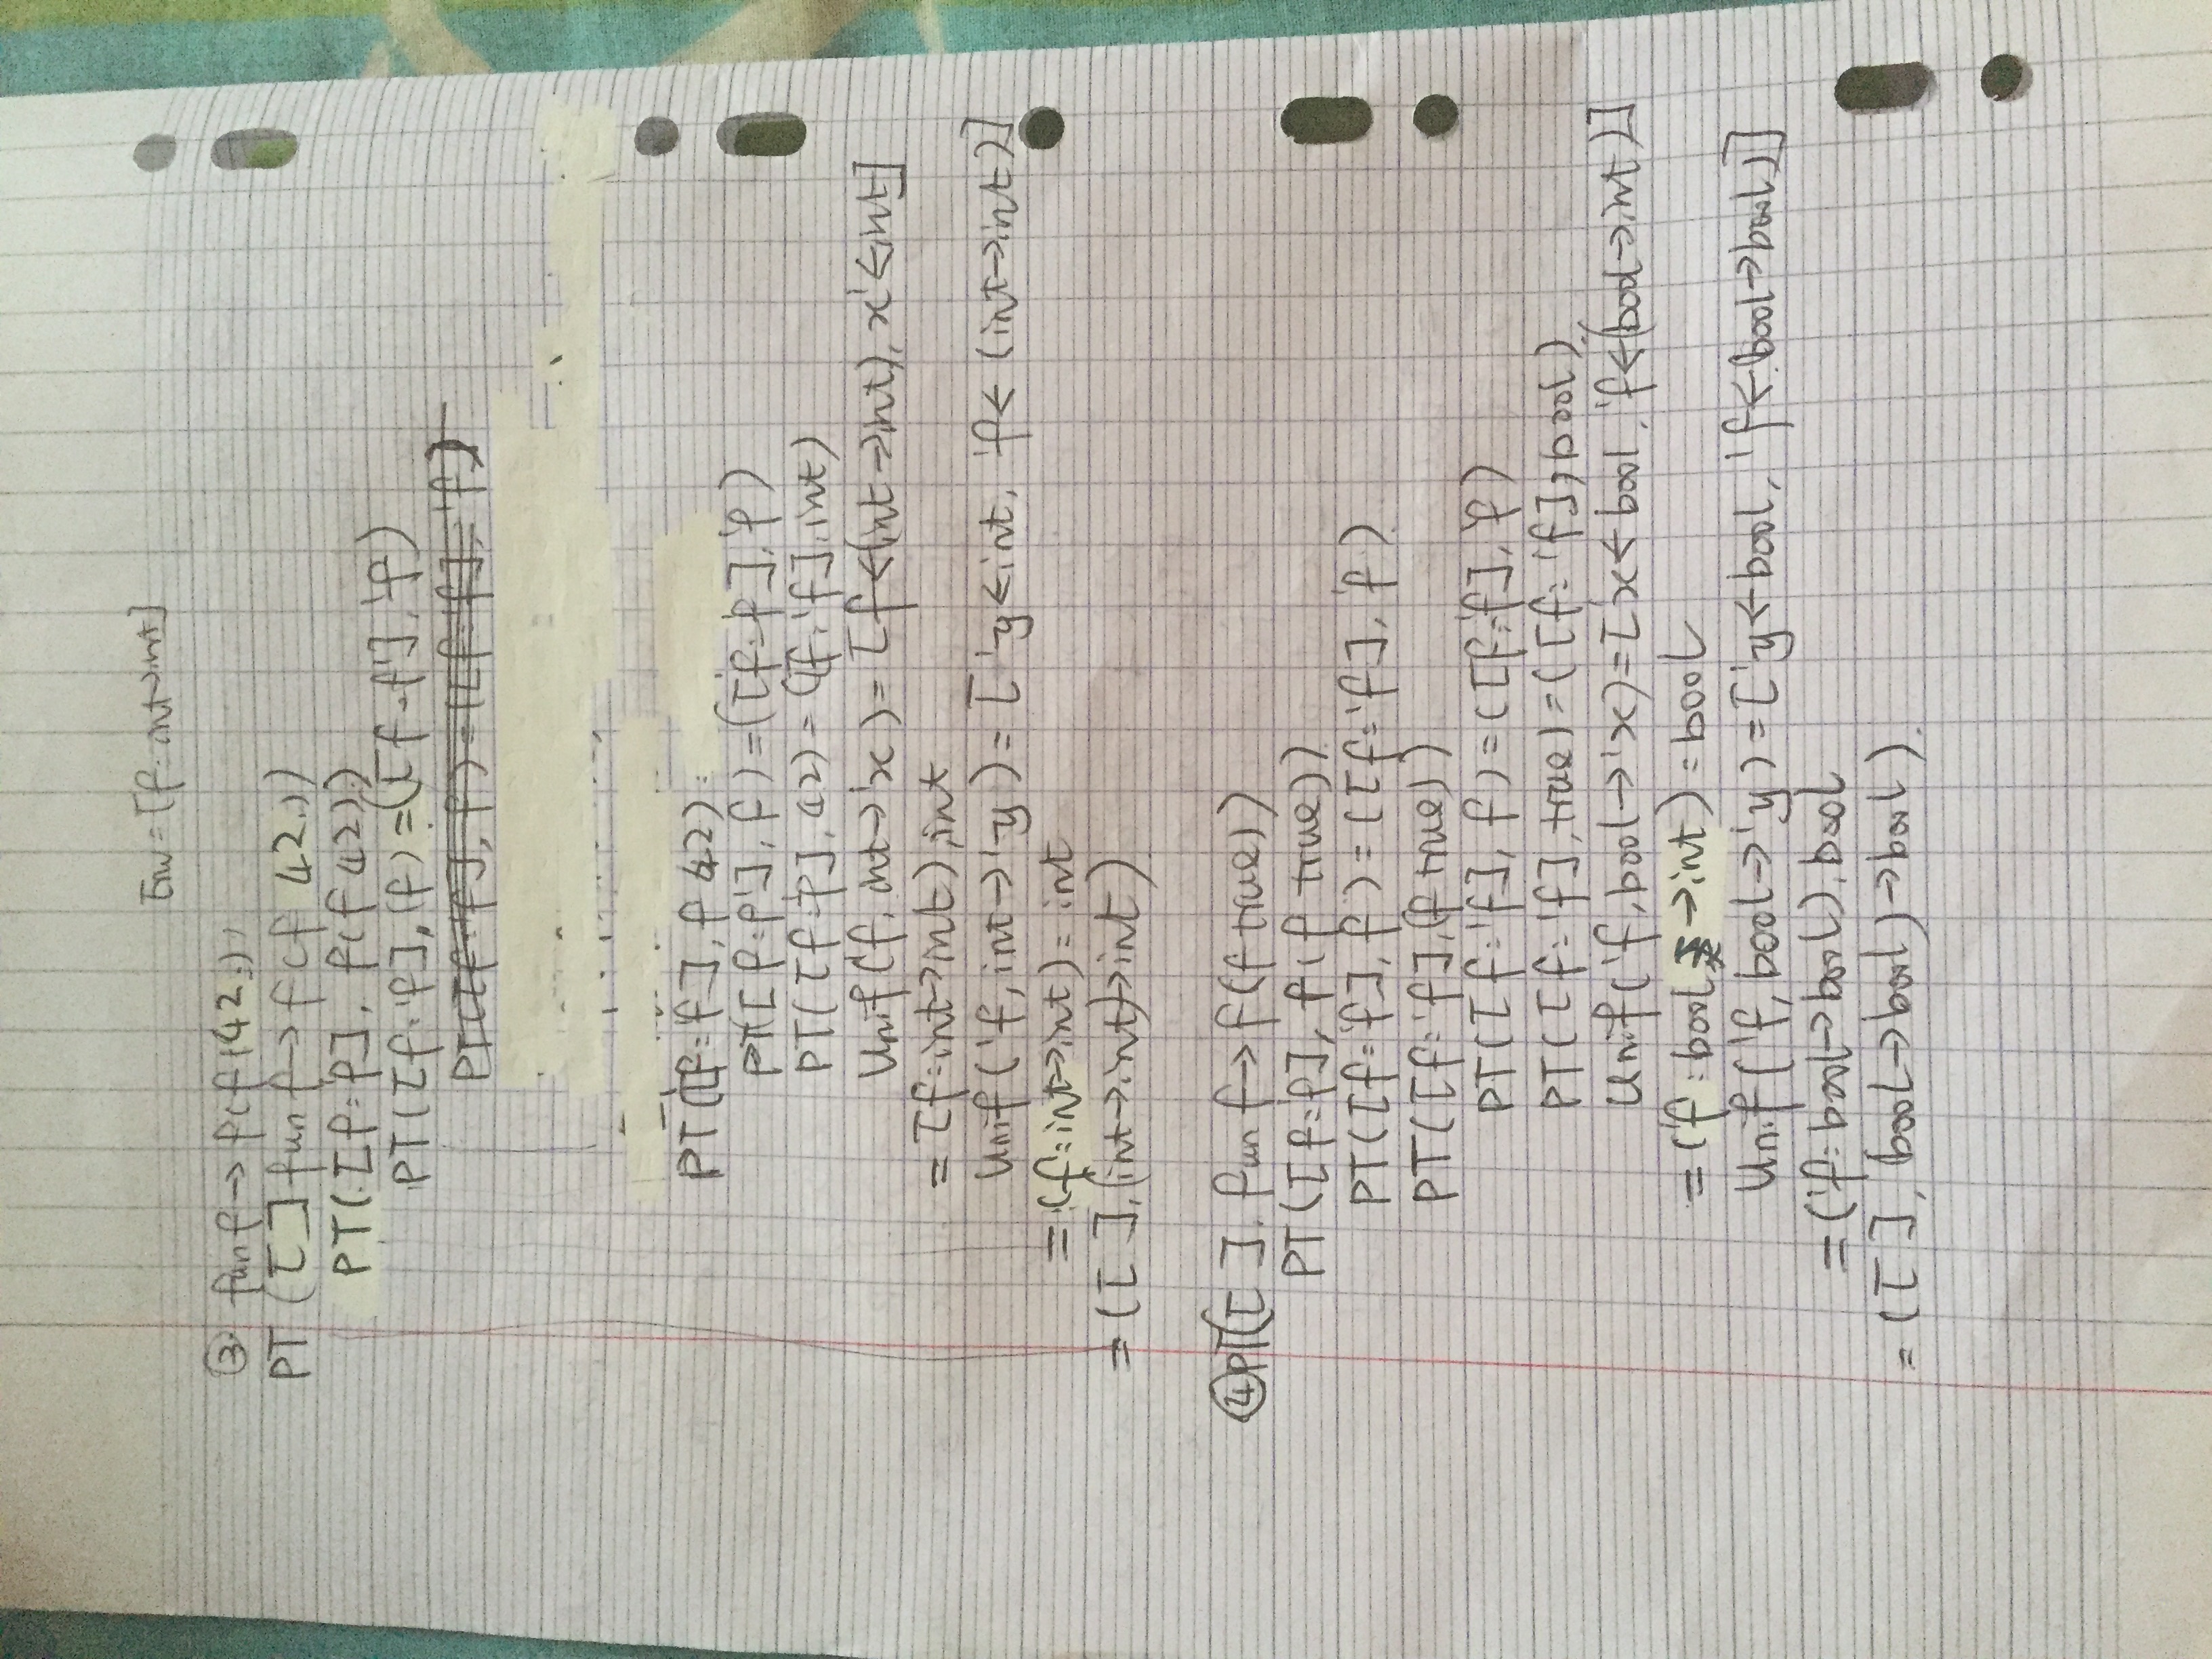 Env = [f: int→int]
③ fun f → f(f(42.))
PT ([ ] fun f → f(f 42.))
PT([f='f], f(f 42))
PT([f:'f], (f) = ([f-f'], 'f)
PT([f:'f], f) = ([f:'f], 'f)
PT([f='f], f 42)
PT([f:f'], f) = ([f='f], 'f)
PT([f='f], 42) = ([f:'f], int)
Unif('f, int→'x) = [f←(int→int), x'←int]
= [f=int→int), int
Unif('f, int→'y) = ['y←int, 'f←(int→int)]
= (f:int→int) = int
= ([ ], (int→int)→int)
④ PT([ ]. fun f → f(f true))
PT([f='f], f(f true))
PT([f='f], f) = ([f='f], 'f)
PT([f:'f], (f true))
PT([f:'f], f) = ([f:'f], 'f)
PT([f='f], true) = ([f:'f], bool)
Unif('f, bool→'x) = ['x←bool, 'f←(bool→int)]
= ('f:bool →int) = bool
Unif('f, bool→'y) = ['y←bool, 'f←(bool→bool)]
= ('f=bool→bool), bool
= ([ ], (bool→bool)→bool).